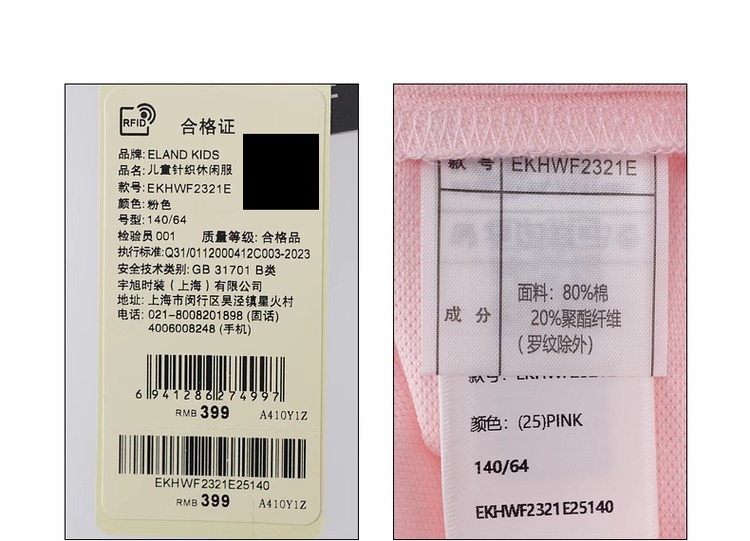 RFID
合格证
品牌: ELAND KIDS
品名: 儿童针织休闲服
款号: EKHWF2321E
颜色: 粉色
号型: 140/64
检验员 001 质量等级: 合格品
执行标准: Q31/0112000412C003-2023
安全技术类别: GB 31701 B类
宇旭时装（上海）有限公司
地址: 上海市闵行区吴泾镇星火村
电话: 021-8008201898 (固话)
4006008248 (手机)
6 941286 274997
RMB 399 A410Y1Z
EKHWF2321E25140
RMB 399 A410Y1Z
款 号 EKHWF2321E
成 分
面料: 80%棉
20%聚酯纤维
(罗纹除外)
颜色: (25)PINK
140/64
EKHWF2321E25140